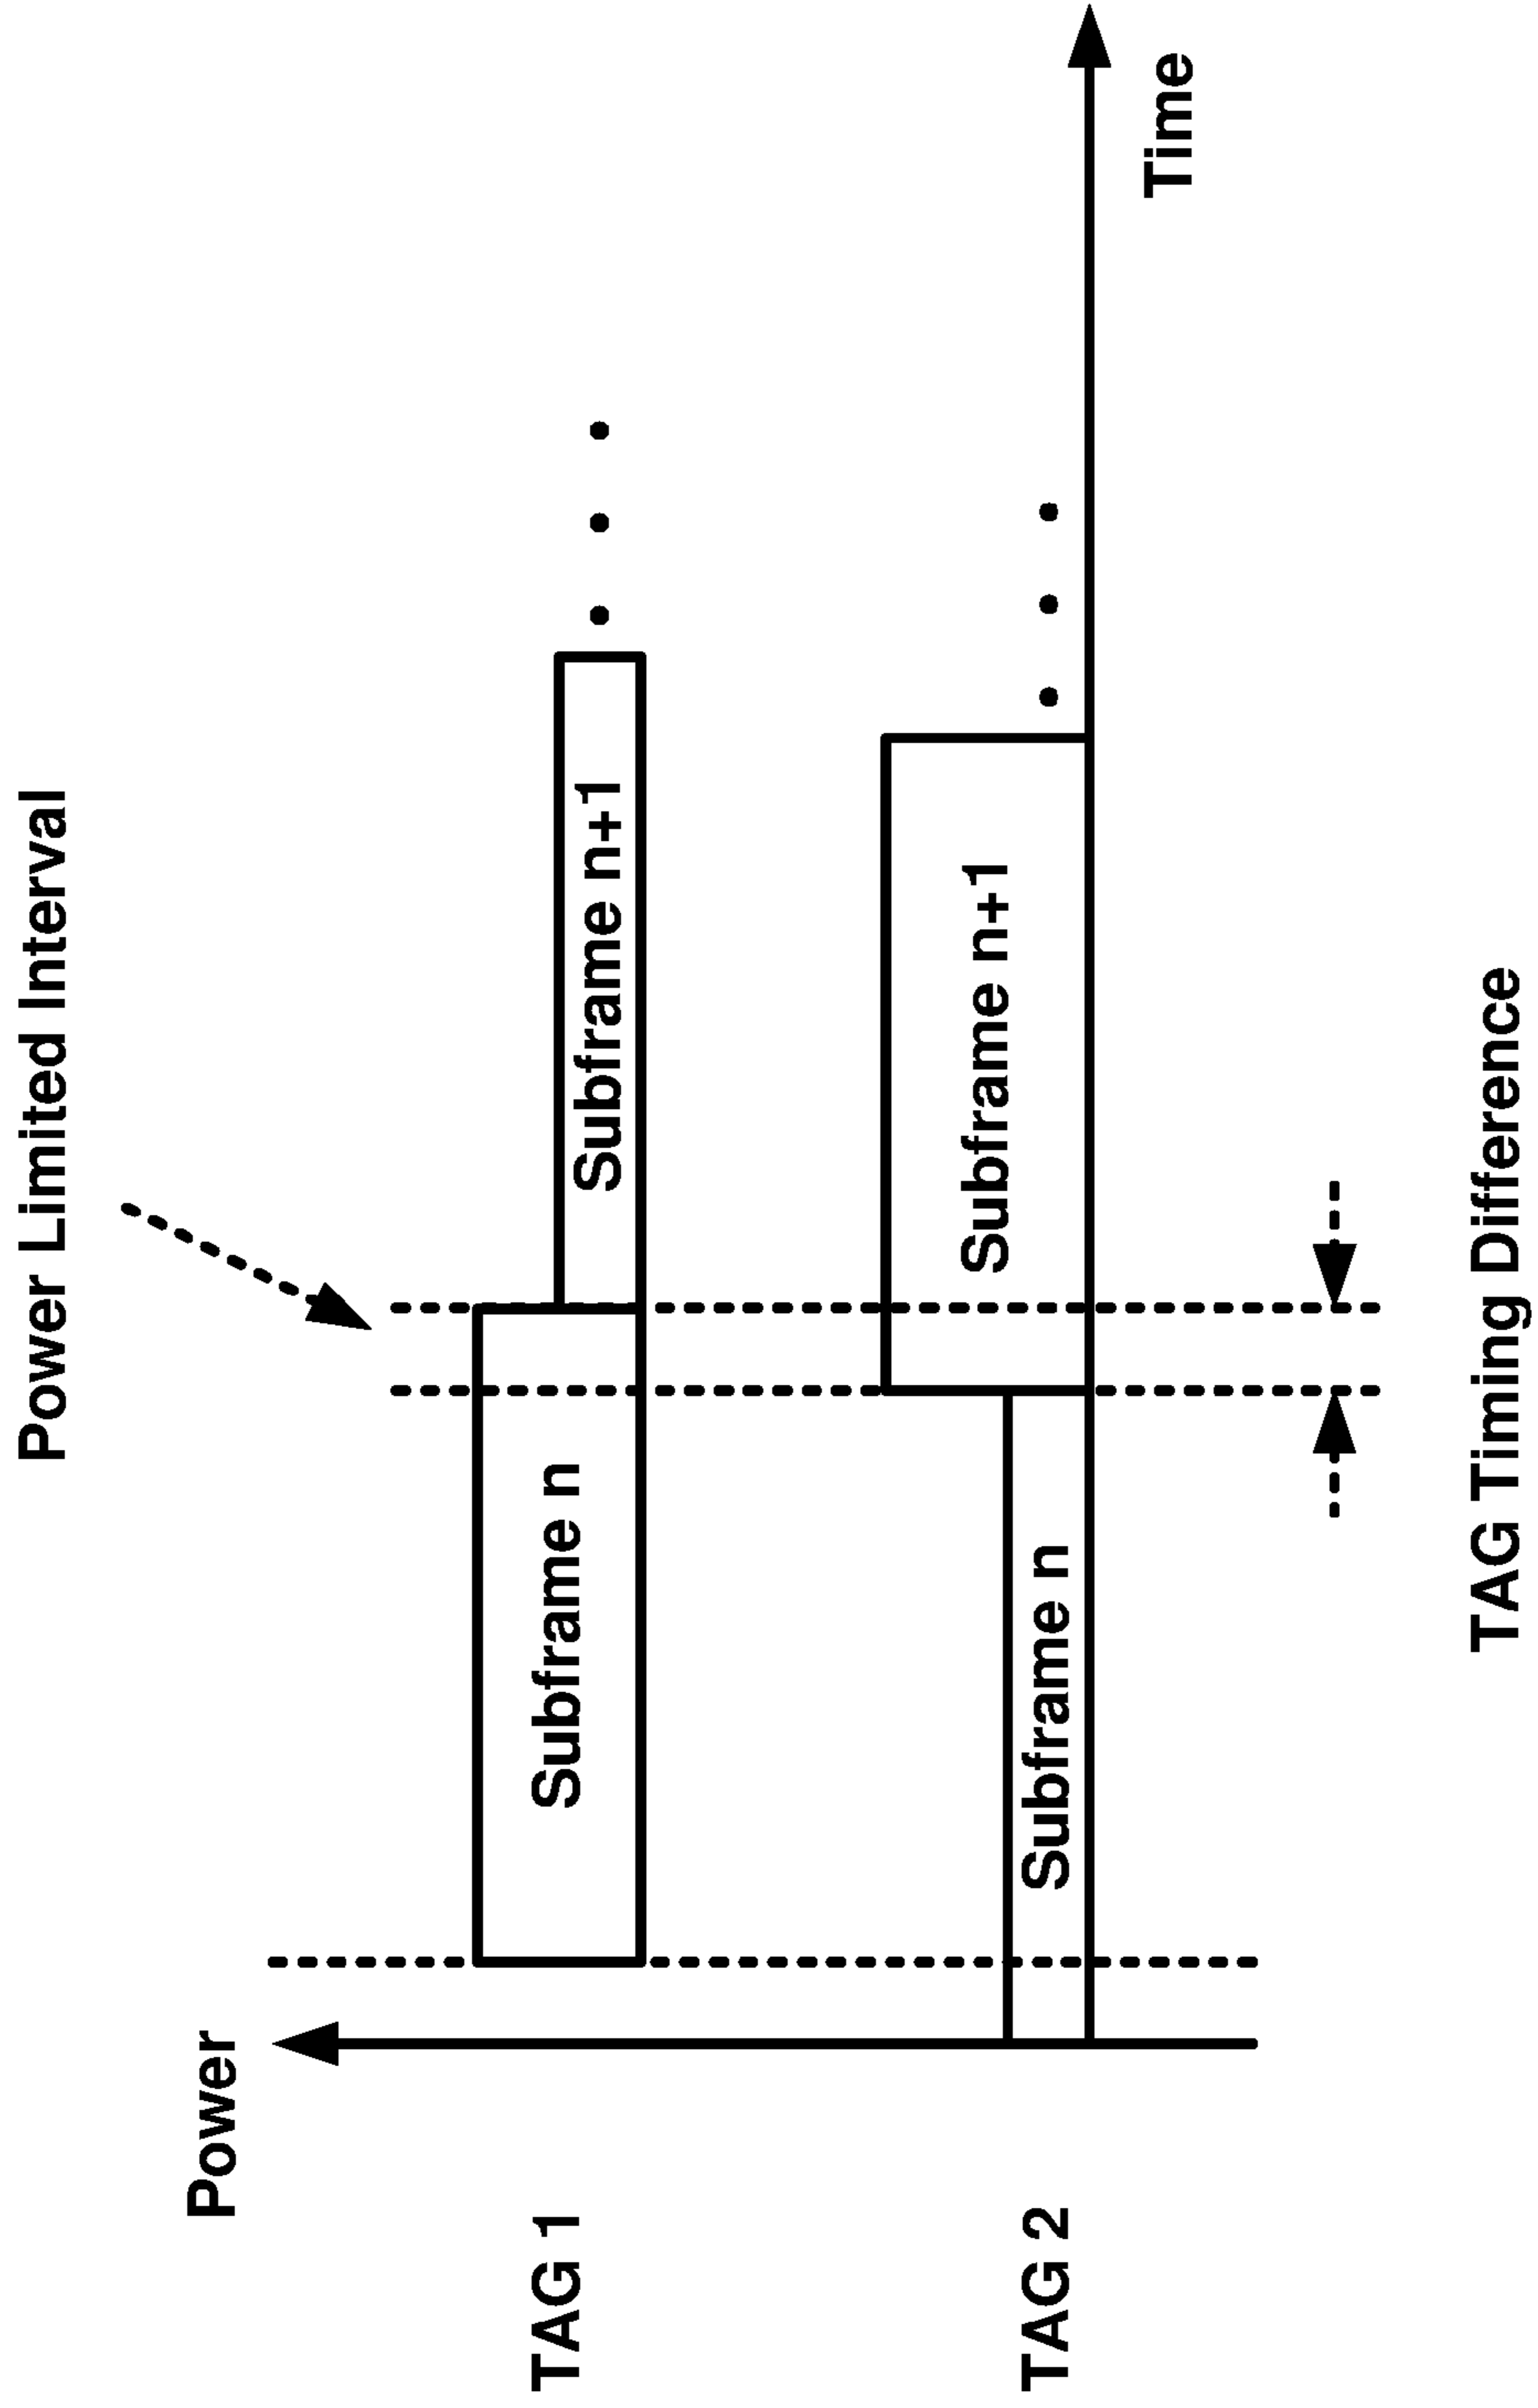 Power Limited Interval
Power
TAG 1
Subframe n
Subframe n+1
TAG 2
Subframe n
Subframe n+1
Time
TAG Timing Difference